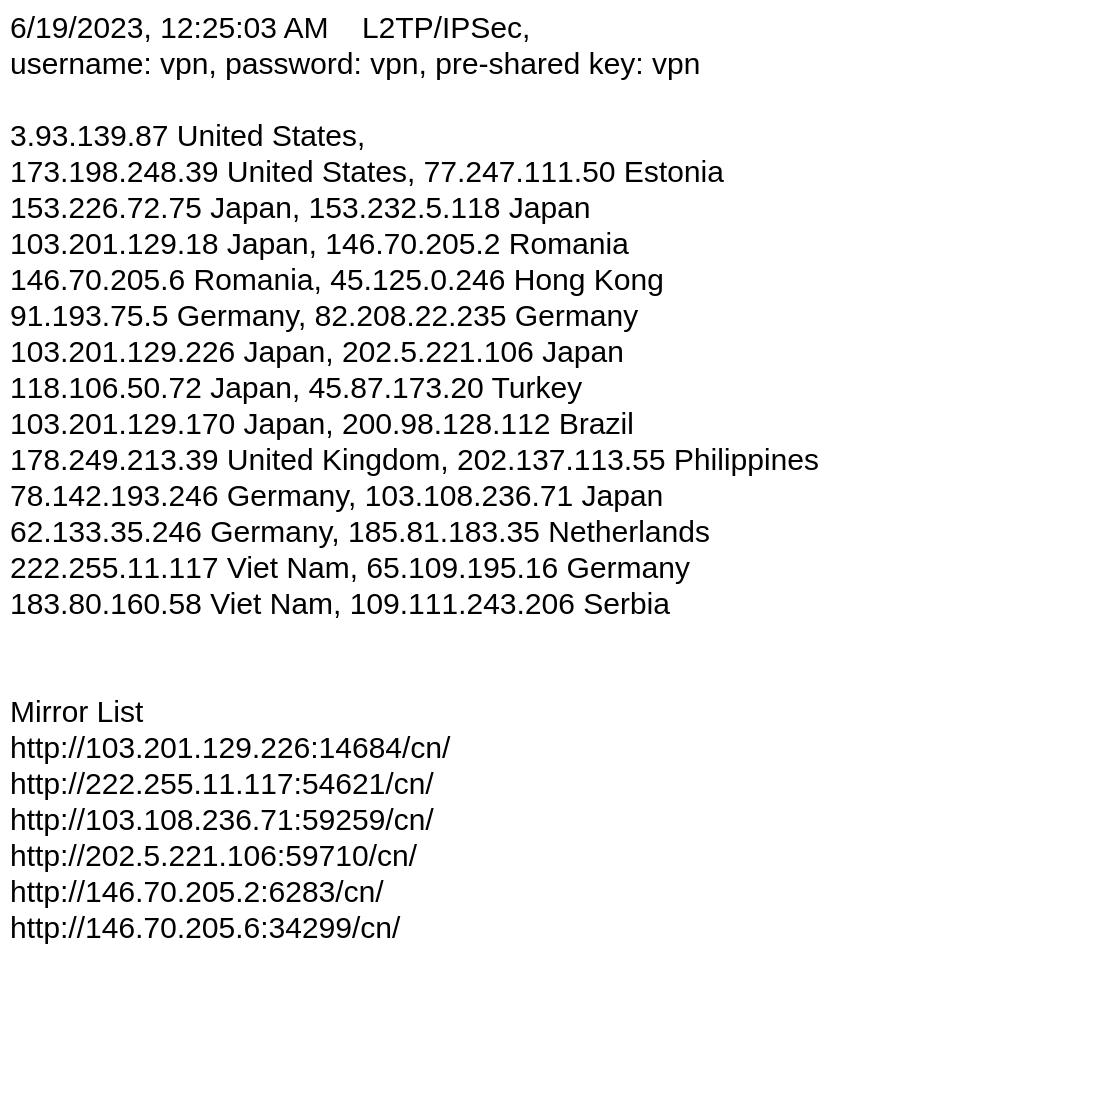 6/19/2023, 12:25:03 AM    L2TP/IPSec,
username: vpn, password: vpn, pre-shared key: vpn
3.93.139.87 United States,
173.198.248.39 United States, 77.247.111.50 Estonia
153.226.72.75 Japan, 153.232.5.118 Japan
103.201.129.18 Japan, 146.70.205.2 Romania
146.70.205.6 Romania, 45.125.0.246 Hong Kong
91.193.75.5 Germany, 82.208.22.235 Germany
103.201.129.226 Japan, 202.5.221.106 Japan
118.106.50.72 Japan, 45.87.173.20 Turkey
103.201.129.170 Japan, 200.98.128.112 Brazil
178.249.213.39 United Kingdom, 202.137.113.55 Philippines
78.142.193.246 Germany, 103.108.236.71 Japan
62.133.35.246 Germany, 185.81.183.35 Netherlands
222.255.11.117 Viet Nam, 65.109.195.16 Germany
183.80.160.58 Viet Nam, 109.111.243.206 Serbia
Mirror List
http://103.201.129.226:14684/cn/
http://222.255.11.117:54621/cn/
http://103.108.236.71:59259/cn/
http://202.5.221.106:59710/cn/
http://146.70.205.2:6283/cn/
http://146.70.205.6:34299/cn/